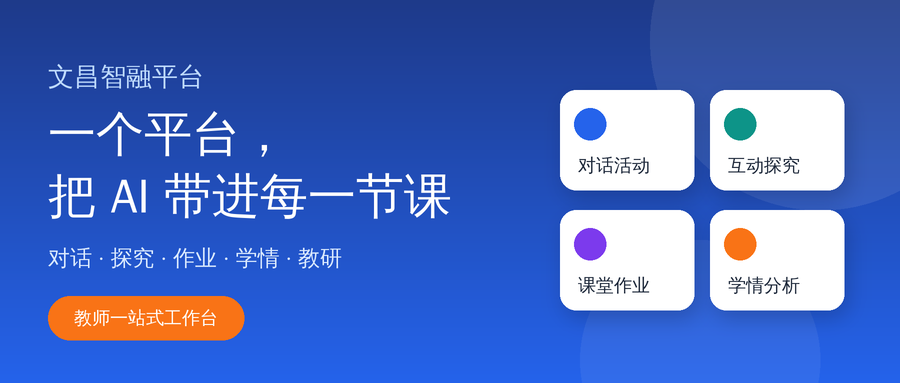 文昌智融平台
一个平台，
把 AI 带进每一节课
对话 · 探究 · 作业 · 学情 · 教研
教师一站式工作台
对话活动
互动探究
课堂作业
学情分析